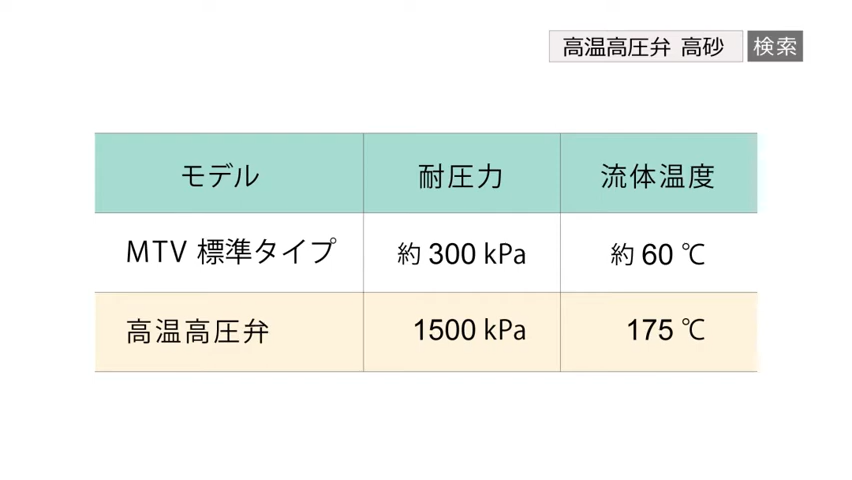 高温高圧弁 高砂 検索
モデル 耐圧力 流体温度
MTV 標準タイプ 約 300 kPa 約 60 ℃
高温高圧弁 1500 kPa 175 ℃